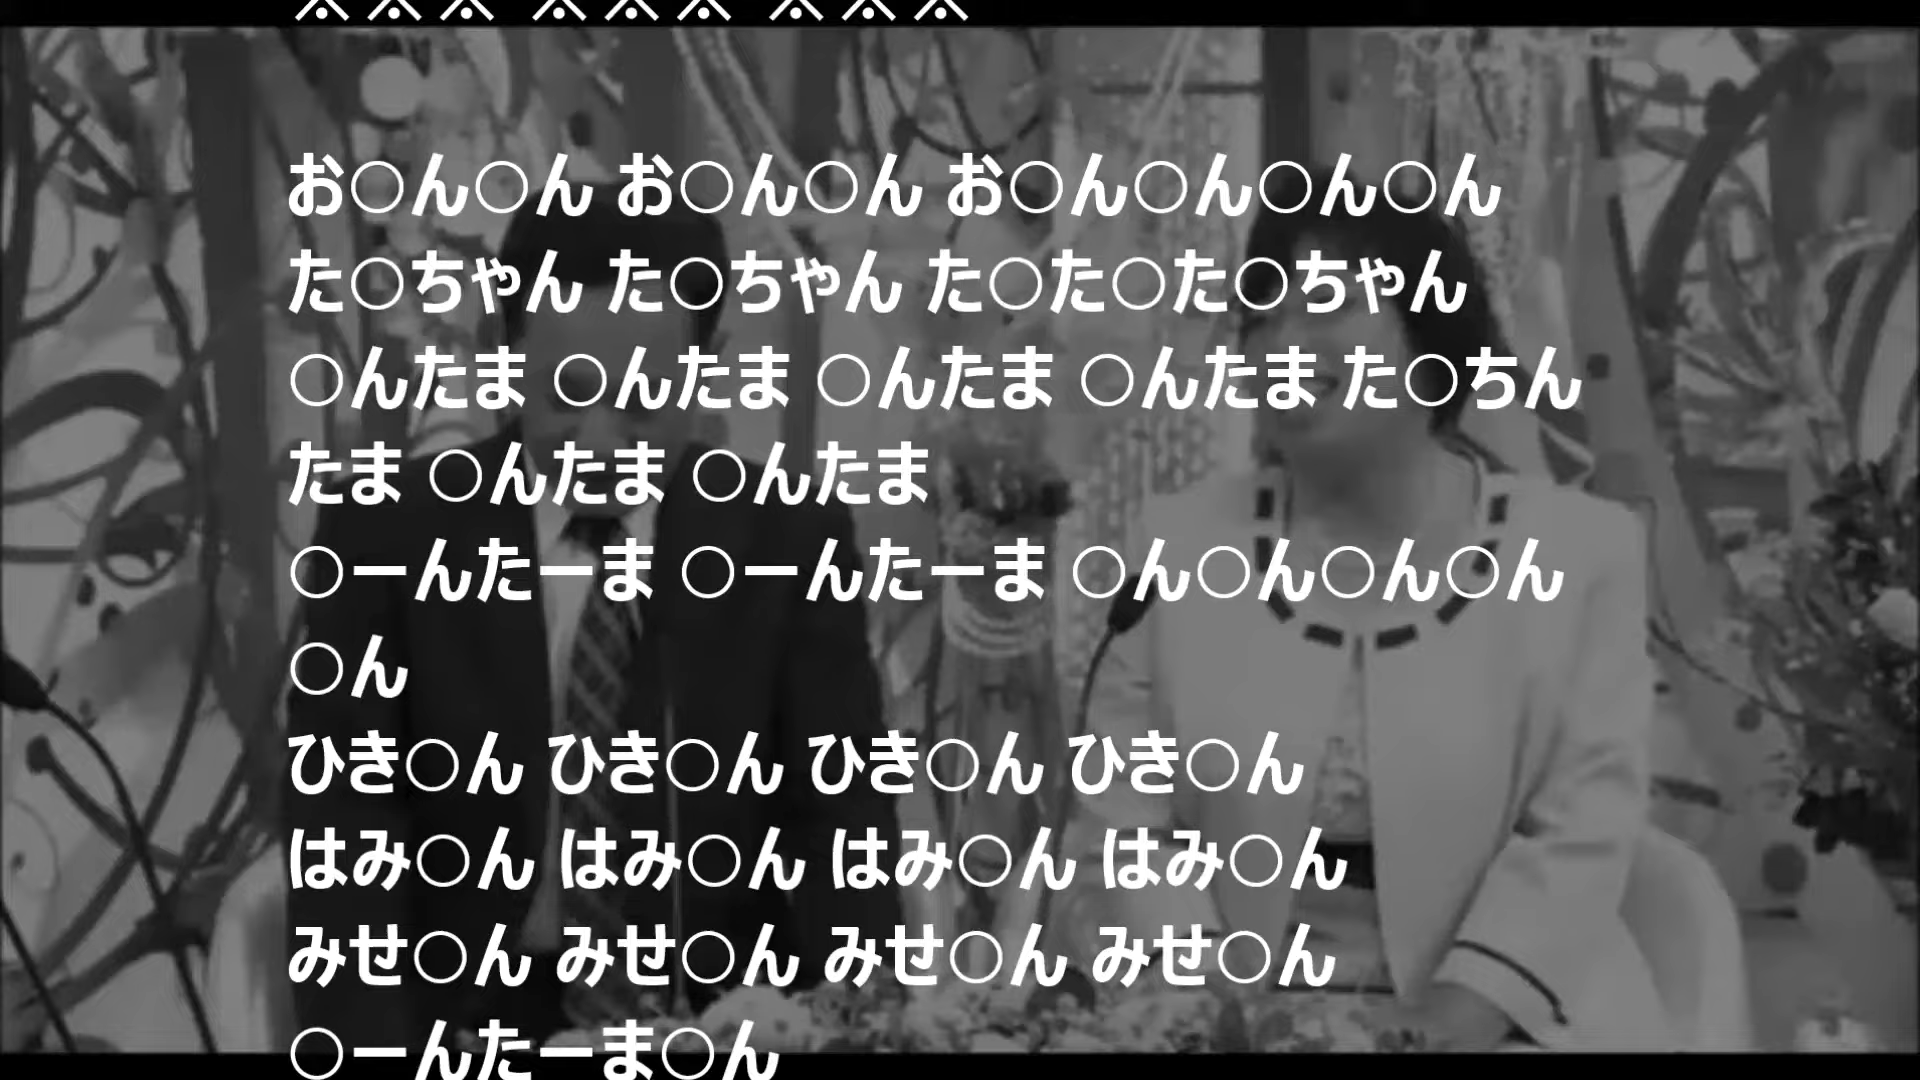 お○ん○ん お○ん○ん お○ん○ん○ん○ん
た○ちゃん た○ちゃん た○た○た○ちゃん
○んたま ○んたま ○んたま ○んたま た○ちん
たま ○んたま ○んたま
○ーんたーま ○ーんたーま ○ん○ん○ん○ん
○ん
ひき○ん ひき○ん ひき○ん ひき○ん
はみ○ん はみ○ん はみ○ん はみ○ん
みせ○ん みせ○ん みせ○ん みせ○ん
○ーんたーま○ん